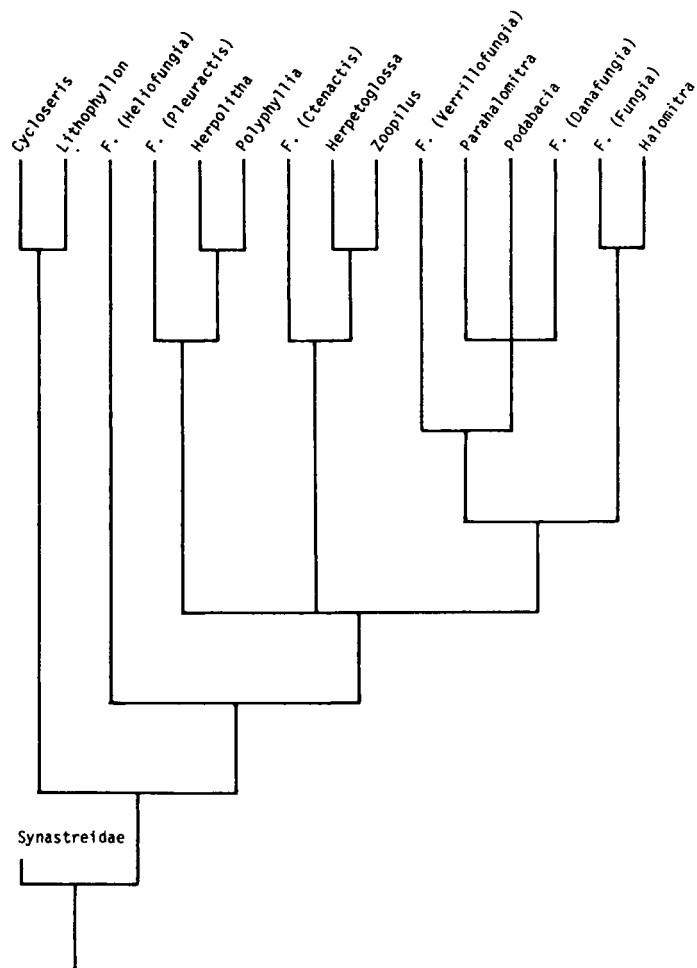 Cycloseris
Lithophyllon
F. (Heliofungia)
F. (Pleuractis)
Herpolitha
Polyphyllia
F. (Ctenactis)
Herpetoglossa
Zoopilus
F. (Verrillofungia)
Parahalomitra
Podabacia
F. (Danafungia)
F. (Fungia)
Halomitra
Synastreidae